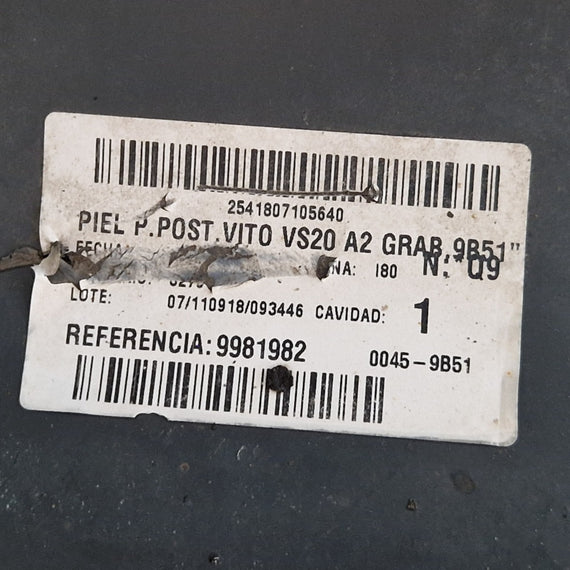 2541807105640
PIEL P.POST.VITO VS20 A2 GRAB.9B51"
FECHA: N.°Q9
NA: 180
LOTE: 07/110918/093446 CAVIDAD: 1
REFERENCIA:9981982 0045-9B51